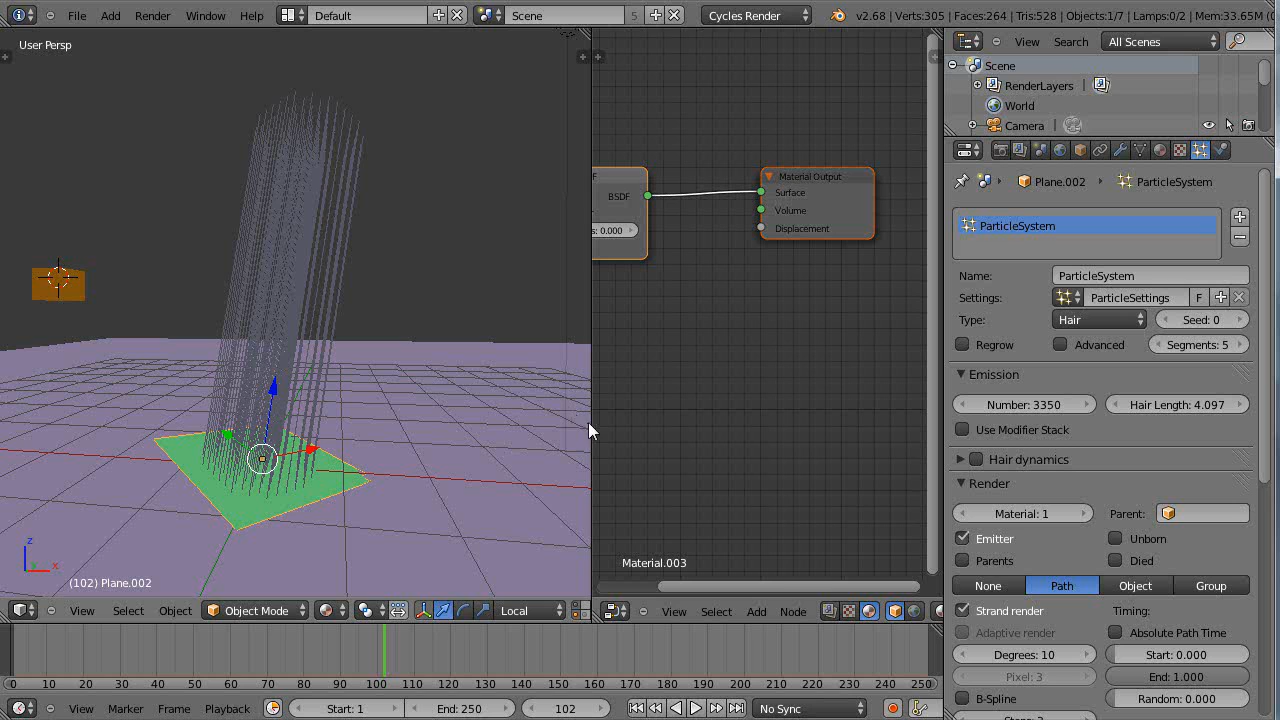 File Add Render Window Help Default Scene 5 Cycles Render v2.68 | Verts:305 | Faces:264 | Tris:528 | Objects:1/7 | Lamps:0/2 | Mem:33.65M
User Persp
View Search All Scenes
Scene
RenderLayers
World
Camera
Plane.002 ParticleSystem
ParticleSystem
Name: ParticleSystem
Settings: ParticleSettings F
Type: Hair Seed: 0
Regrow Advanced Segments: 5
Emission
Number: 3350 Hair Length: 4.097
Use Modifier Stack
Hair dynamics
Render
Material: 1 Parent:
Emitter Unborn
Parents Died
None Path Object Group
Strand render Timing:
Adaptive render Absolute Path Time
Degrees: 10 Start: 0.000
Pixel: 3 End: 1.000
B-Spline Random: 0.000
BSDF
0.000
Material Output
Surface
Volume
Displacement
Material.003
(102) Plane.002
View Select Object Object Mode Local
View Select Add Node
0 10 20 30 40 50 60 70 80 90 100 110 120 130 140 150 160 170 180 190 200 210 220 230 240 250
View Marker Frame Playback Start: 1 End: 250 102 No Sync